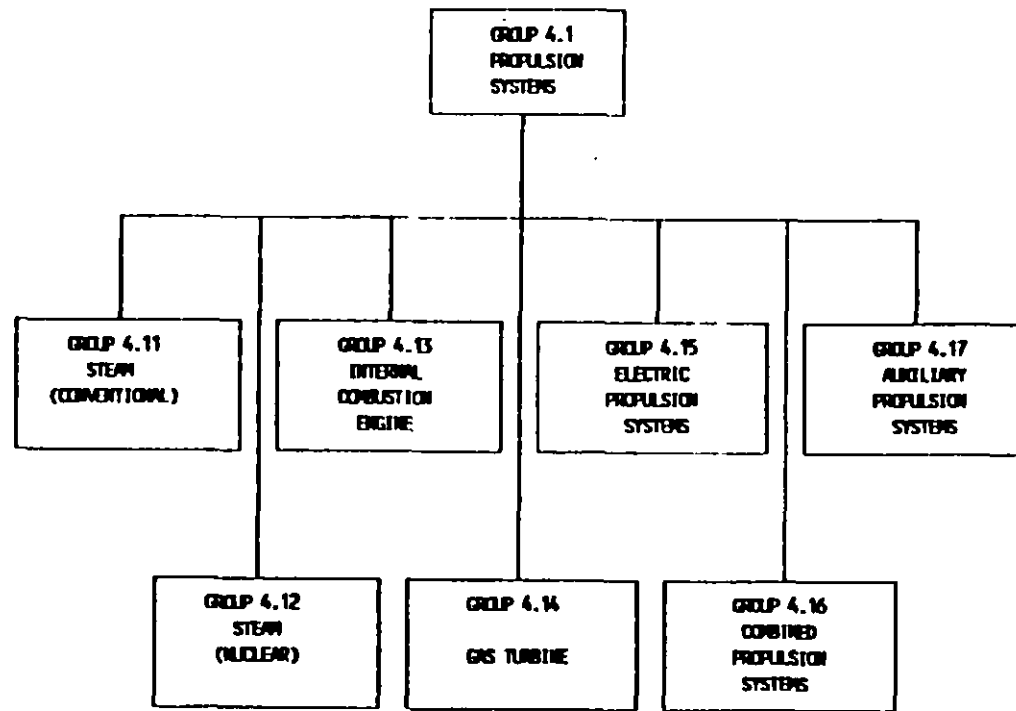 GROUP 4.1
PROPULSION
SYSTEMS
GROUP 4.11
STEAM
(CONVENTIONAL)
GROUP 4.13
INTERNAL
COMBUSTION
ENGINE
GROUP 4.15
ELECTRIC
PROPULSION
SYSTEMS
GROUP 4.17
AUXILIARY
PROPULSION
SYSTEMS
GROUP 4.12
STEAM
(NUCLEAR)
GROUP 4.14
GAS TURBINE
GROUP 4.16
COMBINED
PROPULSION
SYSTEMS